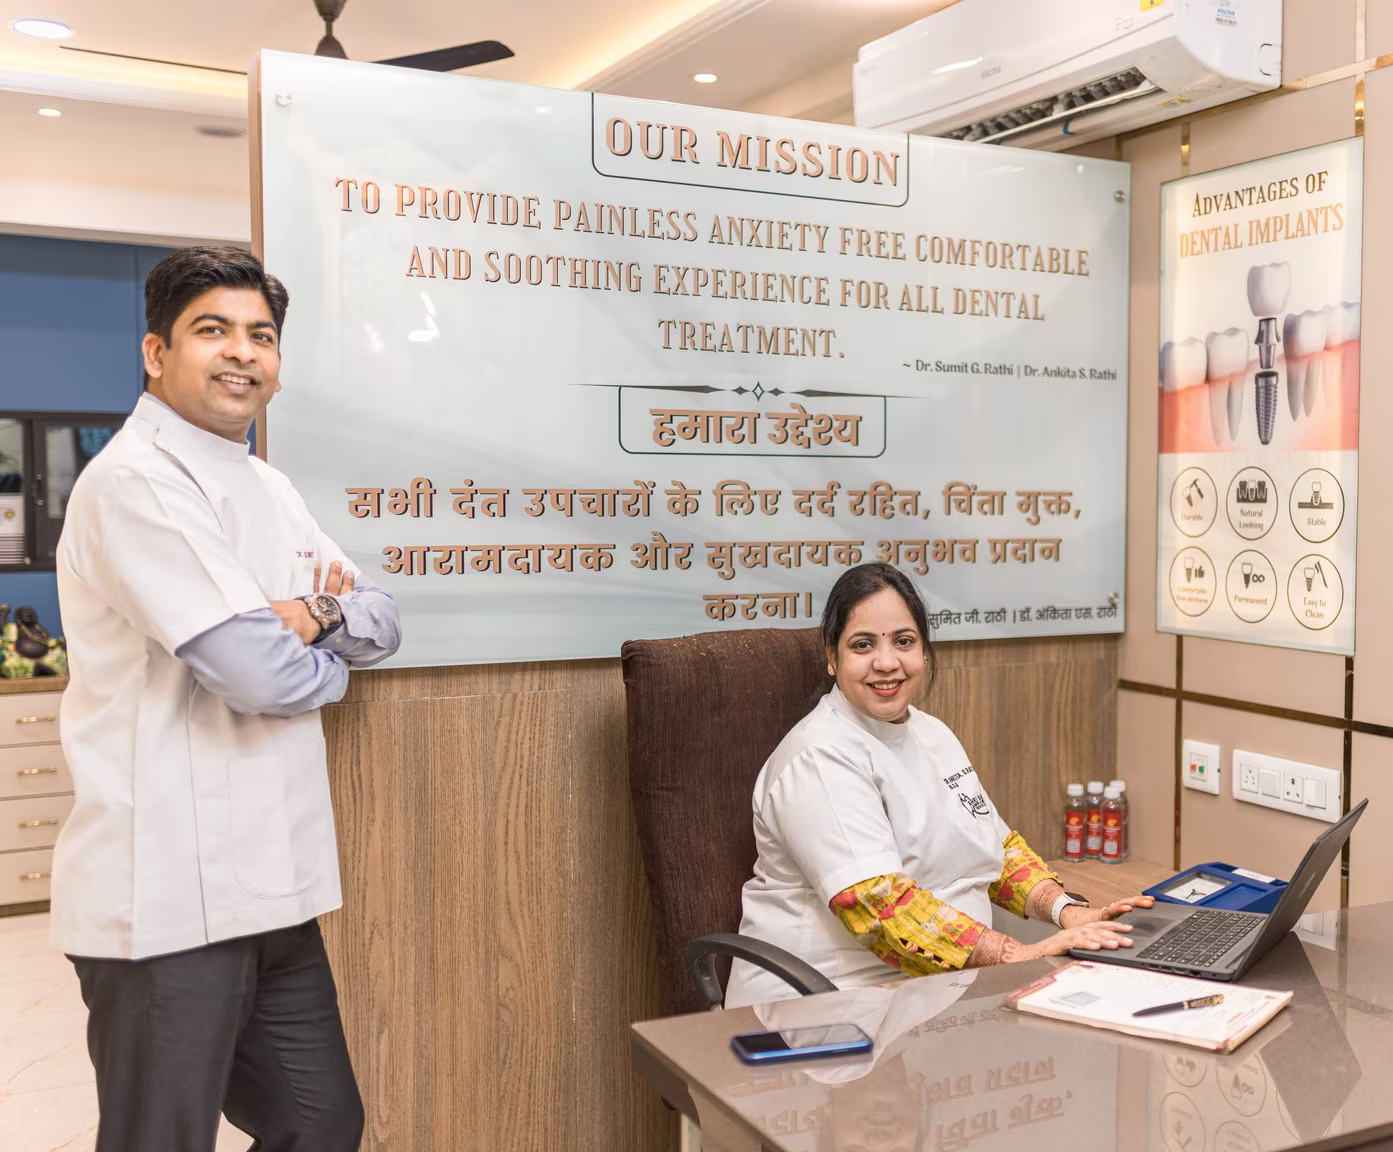 OUR MISSION
TO PROVIDE PAINLESS ANXIETY FREE COMFORTABLE
AND SOOTHING EXPERIENCE FOR ALL DENTAL
TREATMENT.
~ Dr. Sumit G. Rathi | Dr. Ankita S. Rathi
हमारा उद्देश्य
सभी दंत उपचारों के लिए दर्द रहित, चिंता मुक्त,
आरामदायक और सुखदायक अनुभव प्रदान
करना।
सुमित जी. राठी | डॉ. अंकिता एस. राठी
ADVANTAGES OF
DENTAL IMPLANTS
Durable
Natural
Looking
Stable
Comfortable
Permanent
Easy to
Clean